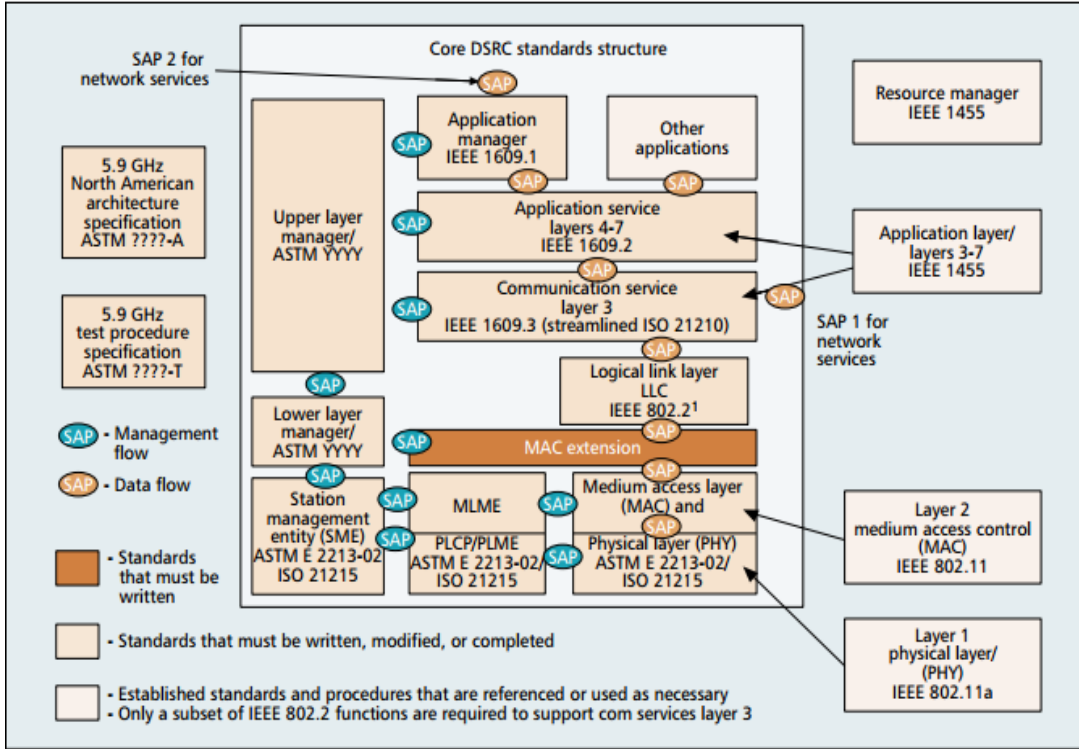 Core DSRC standards structure
SAP 2 for
network services
SAP
Resource manager
IEEE 1455
Application
manager
IEEE 1609.1
SAP
Other
applications
SAP
SAP
5.9 GHz
North American
architecture
specification
ASTM ????-A
Upper layer
manager/
ASTM YYYY
SAP
Application service
layers 4-7
IEEE 1609.2
Application layer/
layers 3-7
IEEE 1455
SAP
SAP
Communication service
layer 3
IEEE 1609.3 (streamlined ISO 21210)
SAP
5.9 GHz
test procedure
specification
ASTM ????-T
SAP 1 for
network
services
SAP
Logical link layer
LLC
IEEE 802.2¹
SAP
Lower layer
manager/
ASTM YYYY
SAP
SAP
MAC extension
SAP - Management
flow
SAP - Data flow
SAP
SAP
Station
management
entity (SME)
ASTM E 2213-02
ISO 21215
SAP
MLME
SAP
Medium access layer
(MAC) and
SAP
SAP
PLCP/PLME
ASTM E 2213-02/
ISO 21215
SAP
Physical layer (PHY)
ASTM E 2213-02/
ISO 21215
Layer 2
medium access control
(MAC)
IEEE 802.11
- Standards
that must be
written
Layer 1
physical layer/
(PHY)
IEEE 802.11a
- Standards that must be written, modified, or completed
- Established standards and procedures that are referenced or used as necessary
- Only a subset of IEEE 802.2 functions are required to support com services layer 3